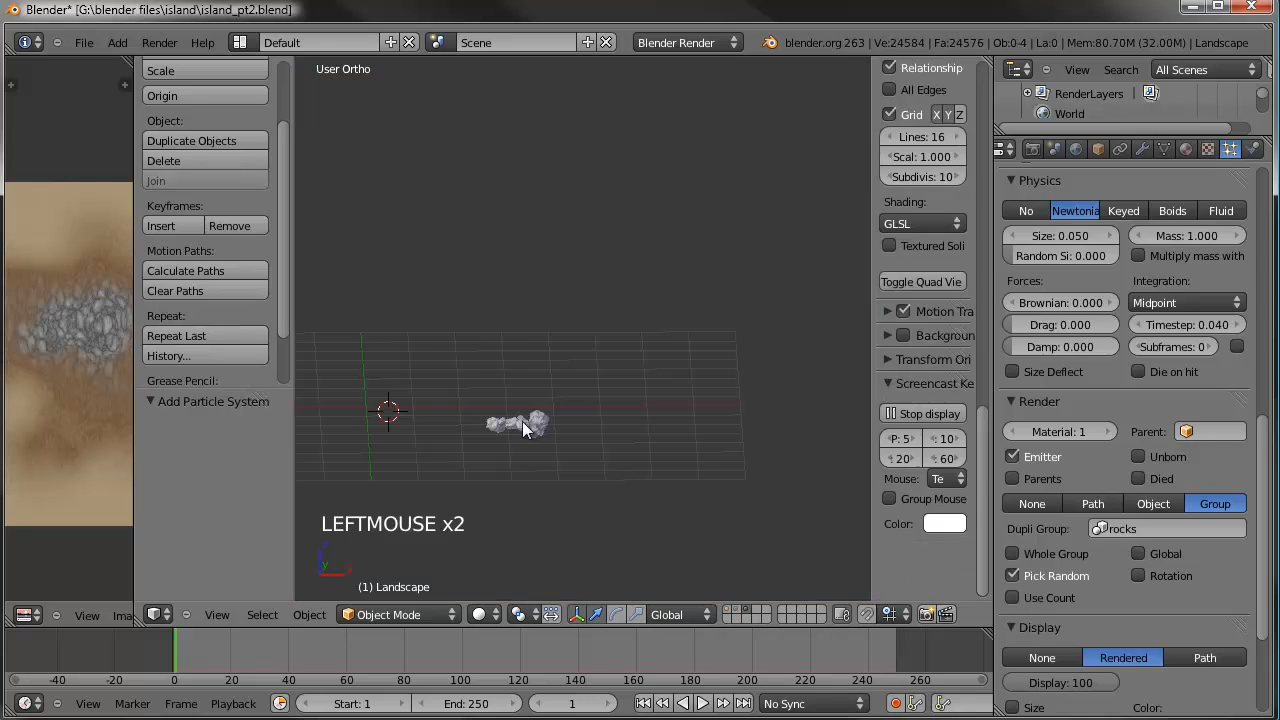 Blender* [G:\blender files\island\island_pt2.blend]
File Add Render Help Default Scene Blender Render blender.org 263 | Ve:24584 | Fa:24576 | Ob:0-4 | La:0 | Mem:80.70M (32.00M) | Landscape
Scale
Origin
Object:
Duplicate Objects
Delete
Join
Keyframes:
Insert Remove
Motion Paths:
Calculate Paths
Clear Paths
Repeat:
Repeat Last
History...
Grease Pencil:
Add Particle System
User Ortho
LEFTMOUSE x2
(1) Landscape
Relationship
All Edges
Grid X Y Z
Lines: 16
Scal: 1.000
Subdivis: 10
Shading:
GLSL
Textured Soli
Toggle Quad Vie
Motion Tra
Backgroun
Transform Ori
Screencast Ke
Stop display
P: 5 : 10
: 20 : 60
Mouse: Te
Group Mouse
Color:
View Search All Scenes
RenderLayers
World
Physics
No Newtonia Keyed Boids Fluid
Size: 0.050 Mass: 1.000
Random Si: 0.000 Multiply mass with
Forces: Integration:
Brownian: 0.000 Midpoint
Drag: 0.000 Timestep: 0.040
Damp: 0.000 Subframes: 0
Size Deflect Die on hit
Render
Material: 1 Parent:
Emitter Unborn
Parents Died
None Path Object Group
Dupli Group: rocks
Whole Group Global
Pick Random Rotation
Use Count
Display
None Rendered Path
Display: 100
Size Color:
View Ima
View Select Object Object Mode Global
-40 -20 0 20 40 60 80 100 120 140 160 180 200 220 240 260 280
View Marker Frame Playback Start: 1 End: 250 1 No Sync